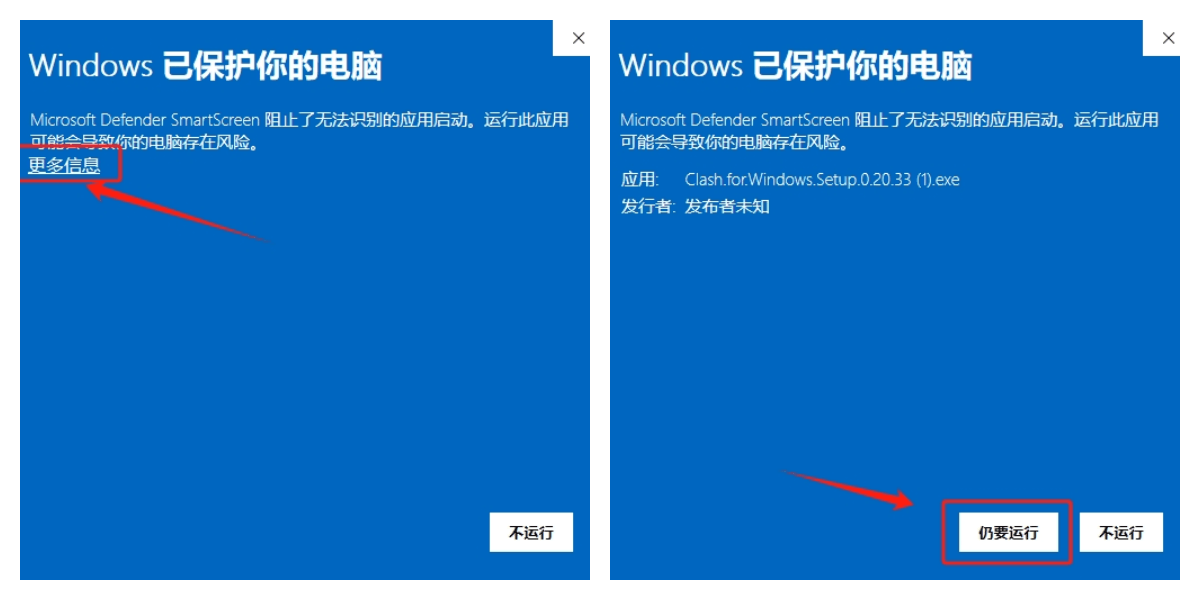 Windows 已保护你的电脑
Microsoft Defender SmartScreen 阻止了无法识别的应用启动。运行此应用
可能会导致你的电脑存在风险。
更多信息
不运行
Windows 已保护你的电脑
Microsoft Defender SmartScreen 阻止了无法识别的应用启动。运行此应用
可能会导致你的电脑存在风险。
应用: Clash.for.Windows.Setup.0.20.33 (1).exe
发行者: 发布者未知
仍要运行 不运行